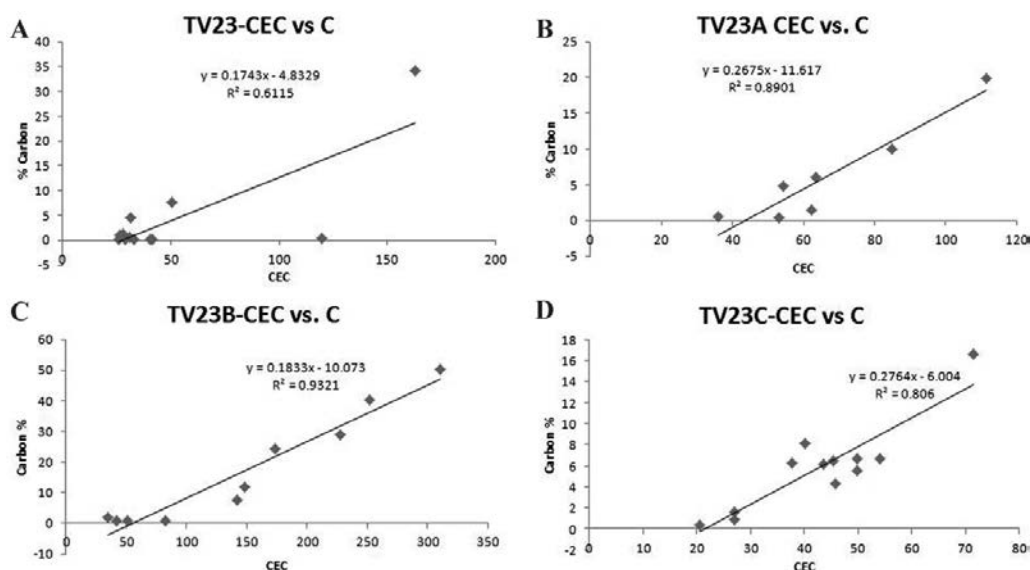 A
TV23-CEC vs C
40
35
30
25
20
15
10
5
0
-5
% Carbon
y = 0.1743x - 4.8329
R² = 0.6115
0
50
100
150
200
CEC
B
TV23A CEC vs. C
25
20
15
10
5
0
-5
% Carbon
y = 0.2675x - 11.617
R² = 0.8901
0
20
40
60
80
100
120
CEC
C
TV23B-CEC vs. C
60
50
40
30
20
10
0
-10
Carbon %
y = 0.1833x - 10.073
R² = 0.9321
0
50
100
150
200
250
300
350
CEC
D
TV23C-CEC vs C
18
16
14
12
10
8
6
4
2
0
-2
Carbon %
y = 0.2764x - 6.004
R² = 0.806
0
10
20
30
40
50
60
70
80
CEC